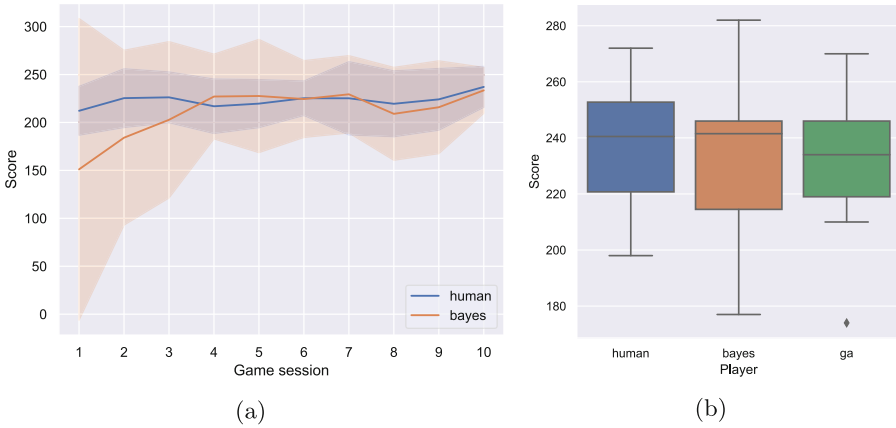 300
250
200
150
100
50
0
Score
human
bayes
1 2 3 4 5 6 7 8 9 10
Game session
(a)
280
260
240
220
200
180
Score
human bayes ga
Player
(b)